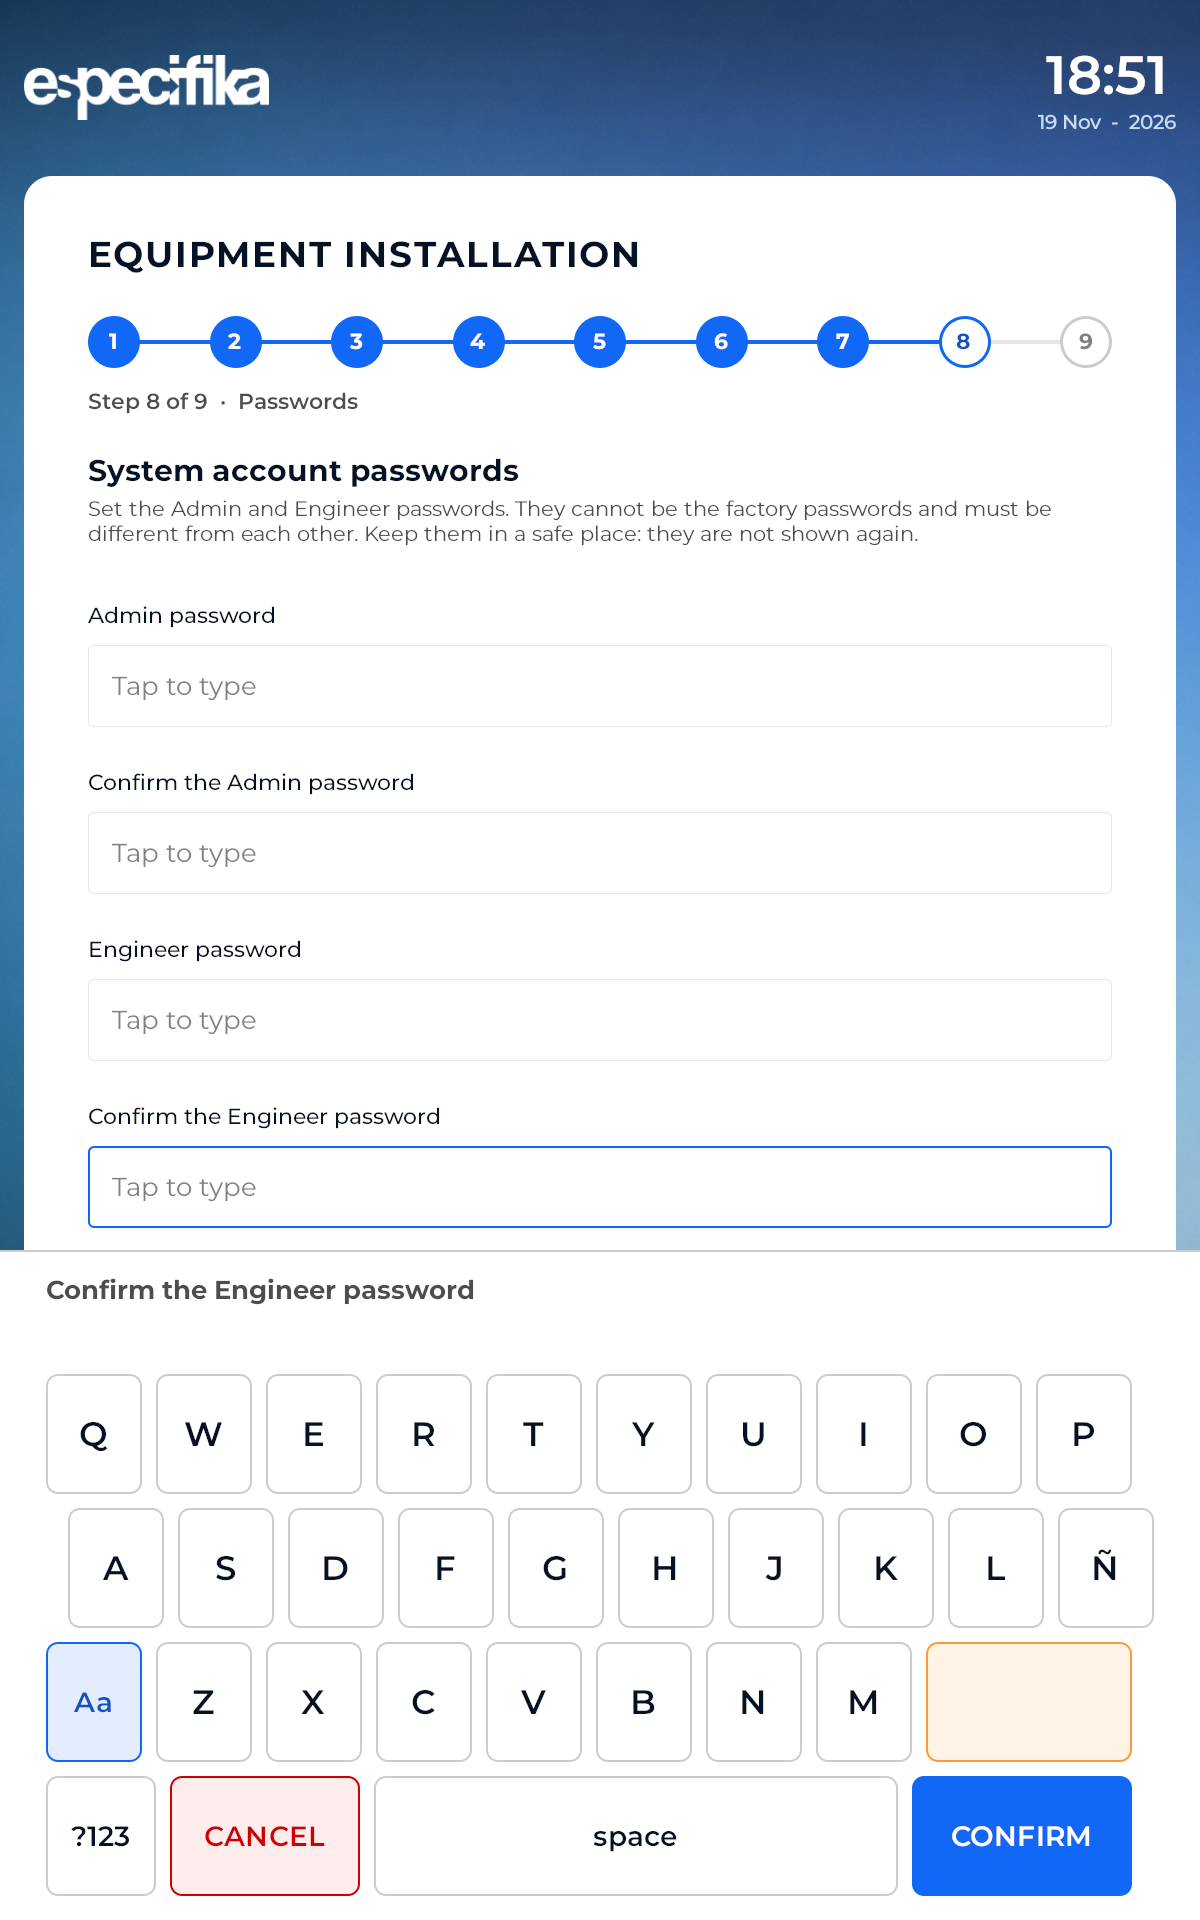 especifika
18:51
19 Nov - 2026
EQUIPMENT INSTALLATION
1 2 3 4 5 6 7 8 9
Step 8 of 9 · Passwords
System account passwords
Set the Admin and Engineer passwords. They cannot be the factory passwords and must be
different from each other. Keep them in a safe place: they are not shown again.
Admin password
Tap to type
Confirm the Admin password
Tap to type
Engineer password
Tap to type
Confirm the Engineer password
Tap to type
Confirm the Engineer password
Q W E R T Y U I O P
A S D F G H J K L Ñ
Aa Z X C V B N M
?123 CANCEL space CONFIRM